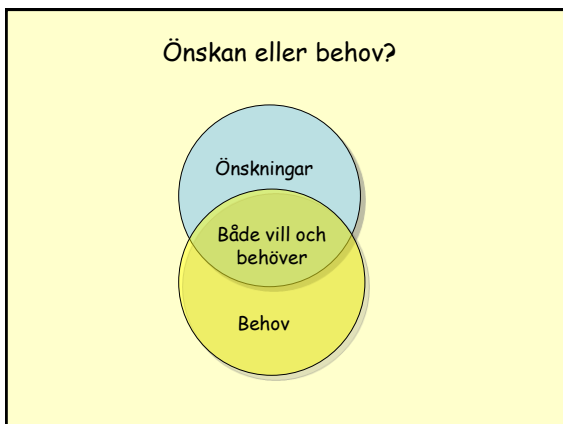 Önskan eller behov?
Önskningar
Både vill och
behöver
Behov